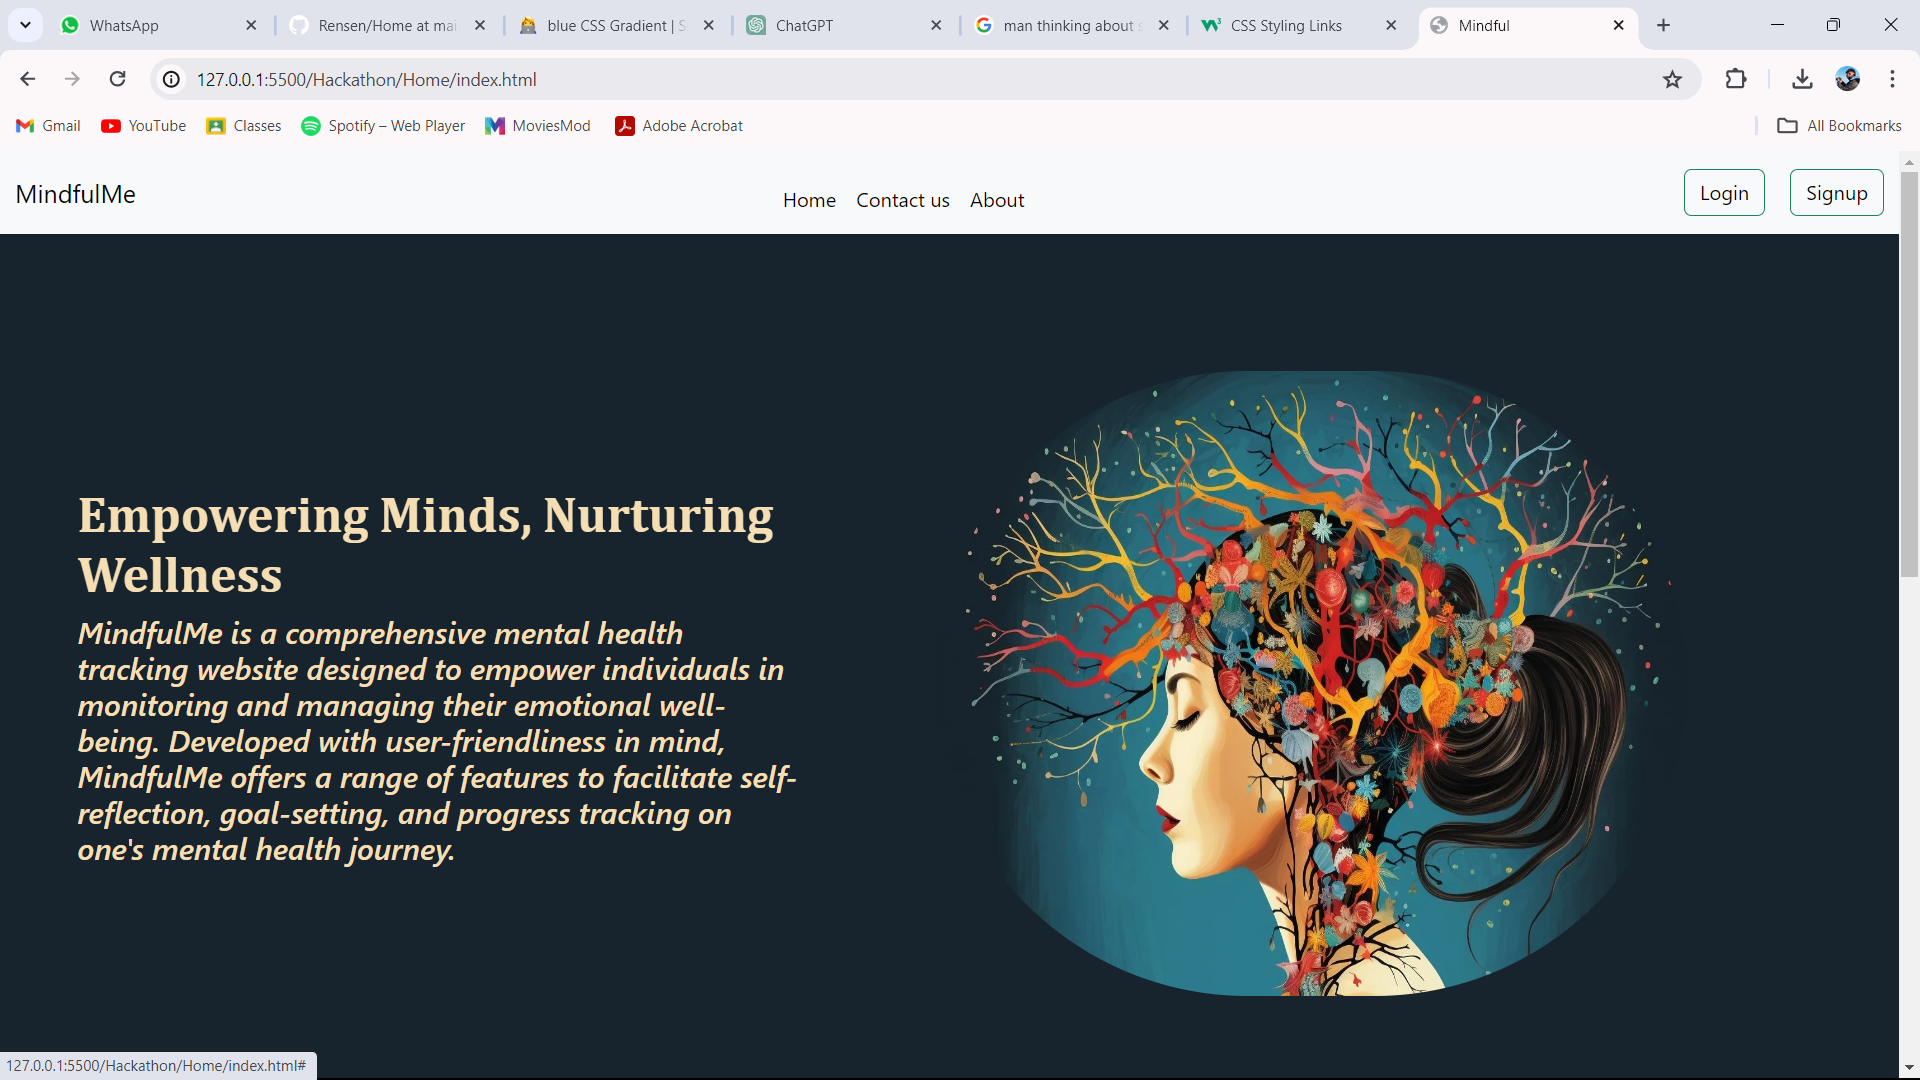 WhatsApp
Rensen/Home at mai
blue CSS Gradient | S
ChatGPT
man thinking about s
CSS Styling Links
Mindful
127.0.0.1:5500/Hackathon/Home/index.html
Gmail
YouTube
Classes
Spotify – Web Player
MoviesMod
Adobe Acrobat
All Bookmarks
MindfulMe
Home
Contact us
About
Login
Signup
Empowering Minds, Nurturing
Wellness
MindfulMe is a comprehensive mental health
tracking website designed to empower individuals in
monitoring and managing their emotional well-
being. Developed with user-friendliness in mind,
MindfulMe offers a range of features to facilitate self-
reflection, goal-setting, and progress tracking on
one's mental health journey.
127.0.0.1:5500/Hackathon/Home/index.html#